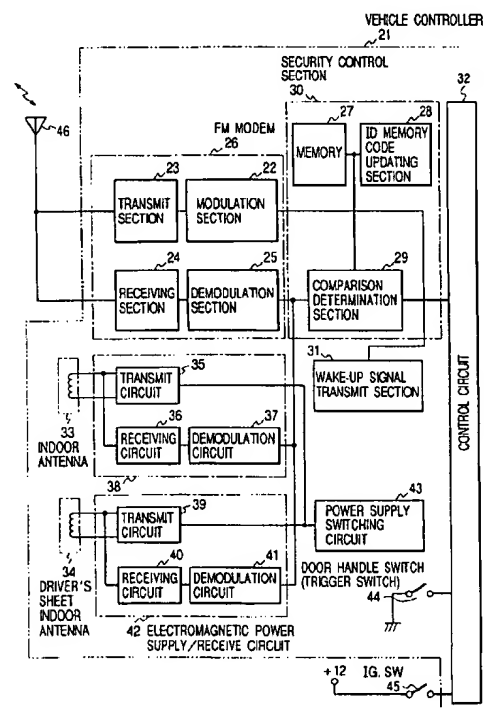 VEHICLE CONTROLLER
21
SECURITY CONTROL
SECTION
30
32
46
FM MODEM
26
27
28
MEMORY
ID MEMORY
CODE
UPDATING
SECTION
23
22
TRANSMIT
SECTION
MODULATION
SECTION
24
25
29
RECEIVING
SECTION
DEMODULATION
SECTION
COMPARISON
DETERMINATION
SECTION
31
WAKE-UP SIGNAL
TRANSMIT SECTION
CONTROL CIRCUIT
35
TRANSMIT
CIRCUIT
33
INDOOR
ANTENNA
36
37
RECEIVING
CIRCUIT
DEMODULATION
CIRCUIT
38
39
TRANSMIT
CIRCUIT
43
POWER SUPPLY
SWITCHING
CIRCUIT
34
DRIVER'S
SHEET
INDOOR
ANTENNA
40
41
RECEIVING
CIRCUIT
DEMODULATION
CIRCUIT
DOOR HANDLE SWITCH
(TRIGGER SWITCH)
44
42 ELECTROMAGNETIC POWER
SUPPLY/RECEIVE CIRCUIT
+12
IG. SW
45